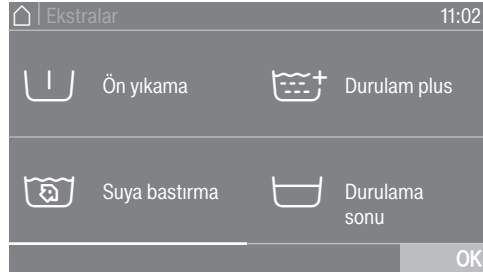 Ekstralar 11:02
Ön yıkama
Durulam plus
Suya bastırma
Durulama
sonu
OK